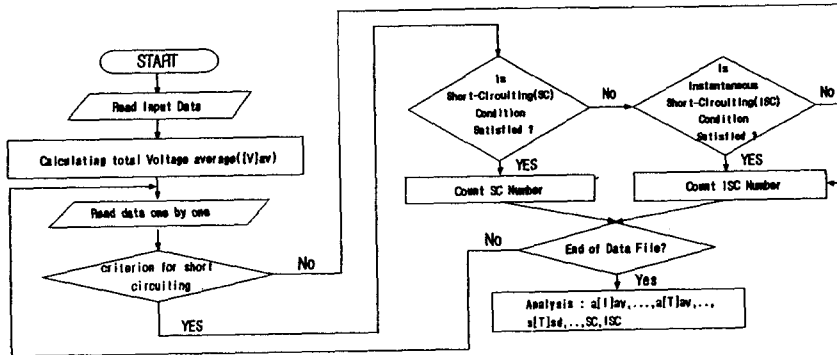 START
Read Input Data
Calculating total Voltage average([V]av)
Read data one by one
criterion for short
circuiting
No
YES
Is
Short-Circuiting(SC)
Condition
Satisfied ?
No
YES
Count SC Number
Is
Instantaneous
Short-Circuiting(ISC)
Condition
Satisfied ?
No
YES
Count ISC Number
End of Data File?
No
Yes
Analysis : a[I]av,...,a[T]av,..,
s[T]sd,..,SC,ISC